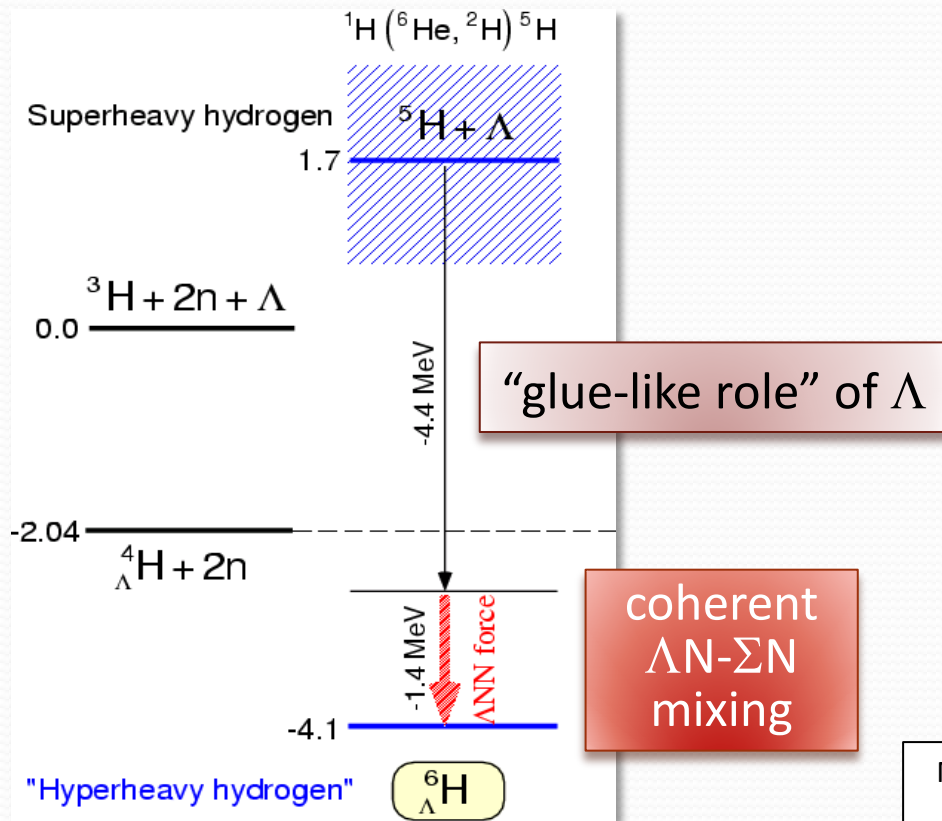 ¹H (⁶He, ²H) ⁵H
Superheavy hydrogen
⁵H + Λ
1.7
³H + 2n + Λ
0.0
-4.4 MeV
“glue-like role” of Λ
-2.04
⁴ΛH + 2n
-1.4 MeV
ΛNN force
coherent
ΛN-ΣN
mixing
-4.1
"Hyperheavy hydrogen"
⁶ΛH